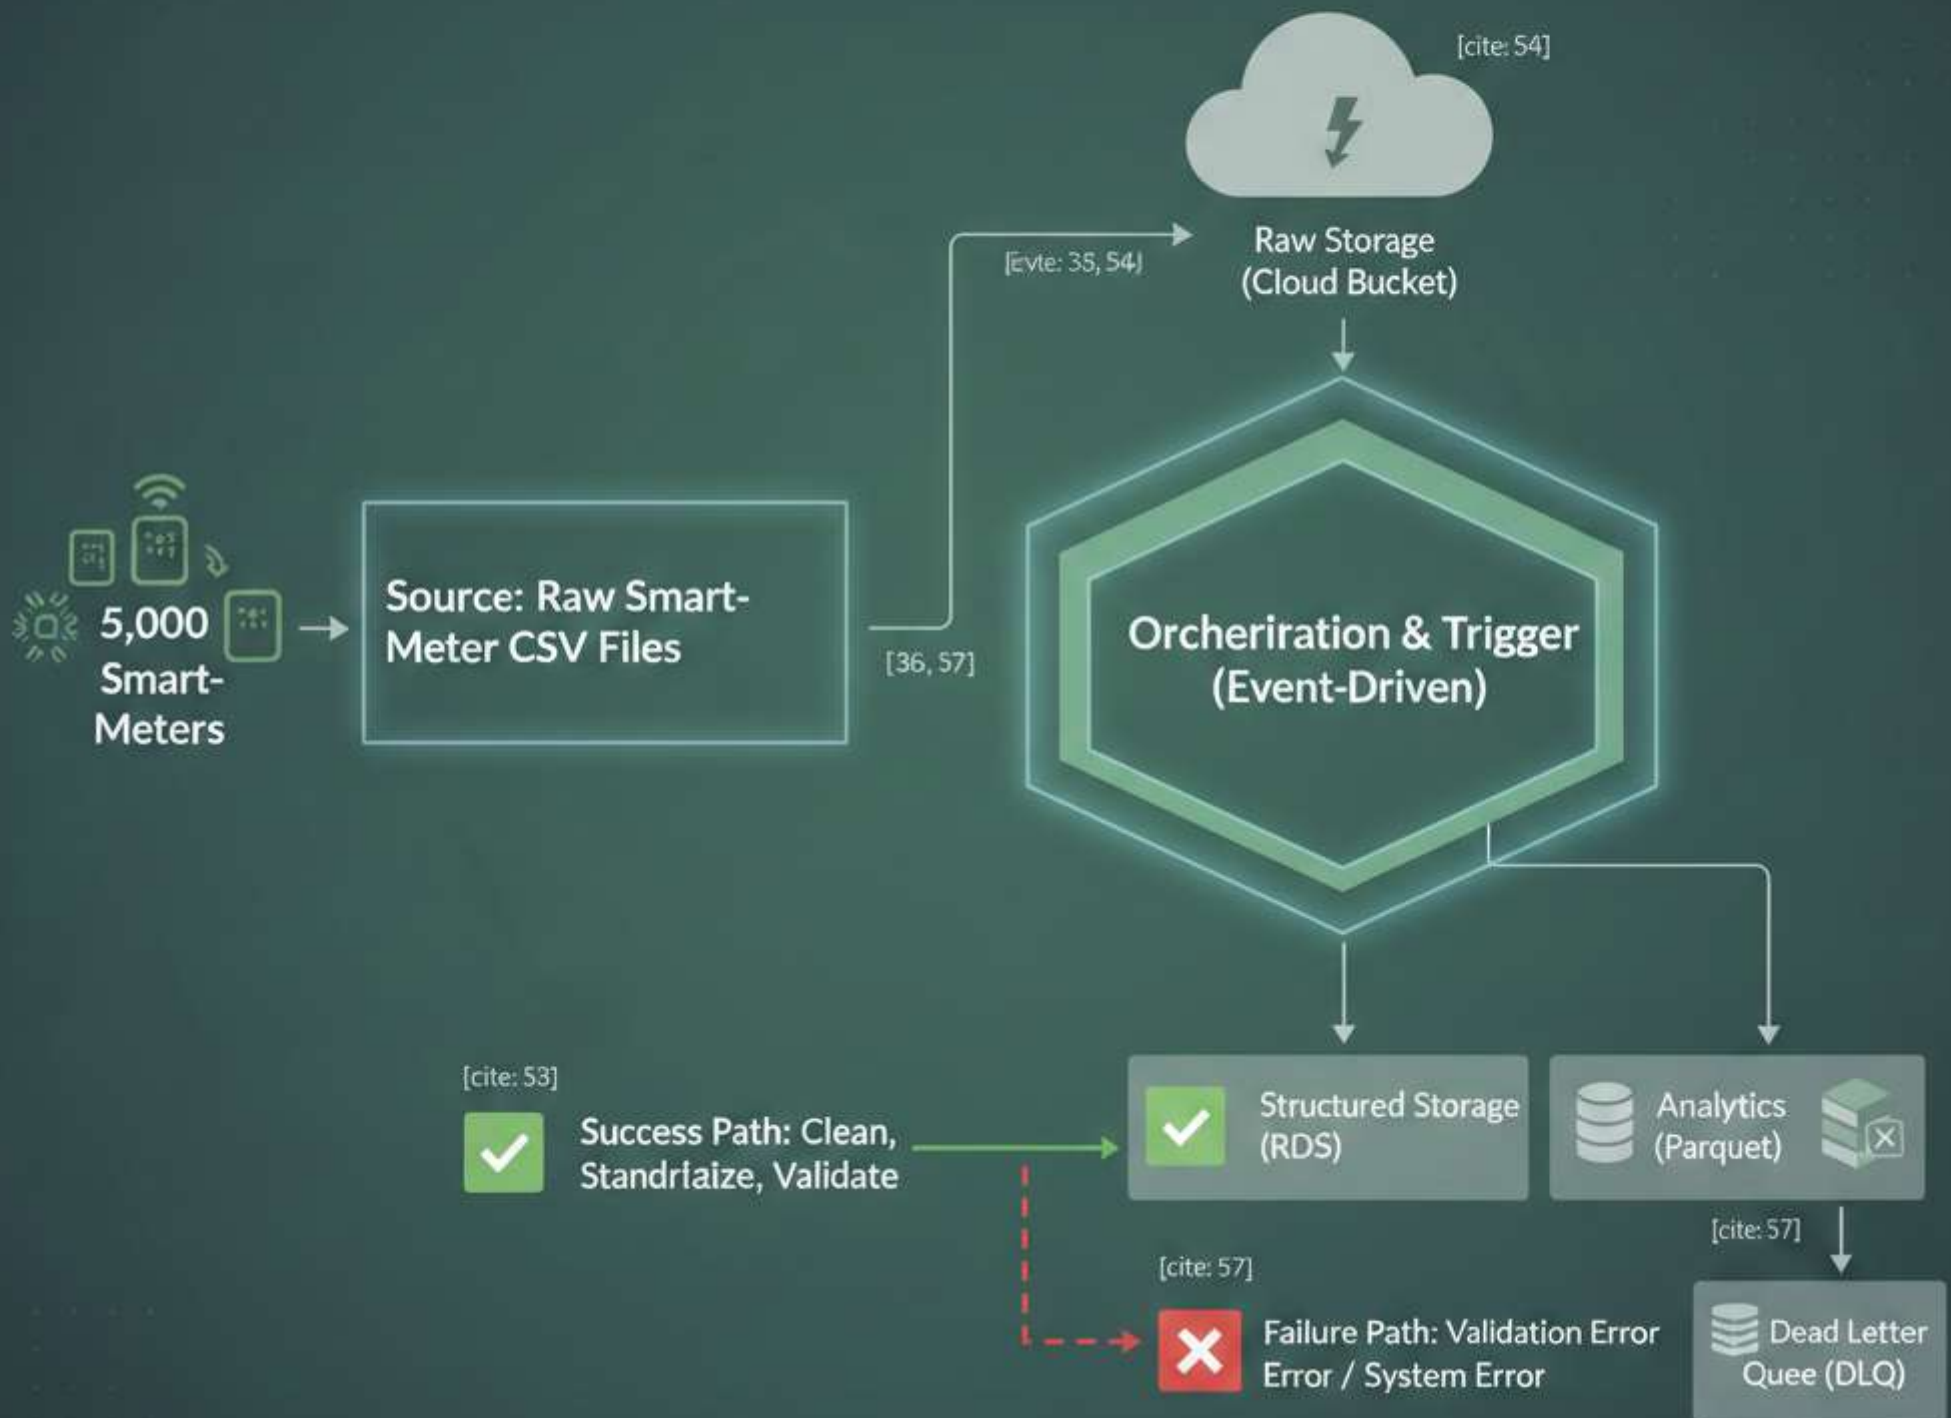 [cite: 54]
Raw Storage
(Cloud Bucket)
[Evte: 35, 54]
5,000
Smart-
Meters
Source: Raw Smart-
Meter CSV Files
[36, 57]
Orcheriration & Trigger
(Event-Driven)
[cite: 53]
Success Path: Clean,
Standrfaize, Validate
Structured Storage
(RDS)
Analytics
(Parquet)
[cite: 57]
[cite: 57]
Failure Path: Validation Error
Error / System Error
Dead Letter
Quee (DLQ)